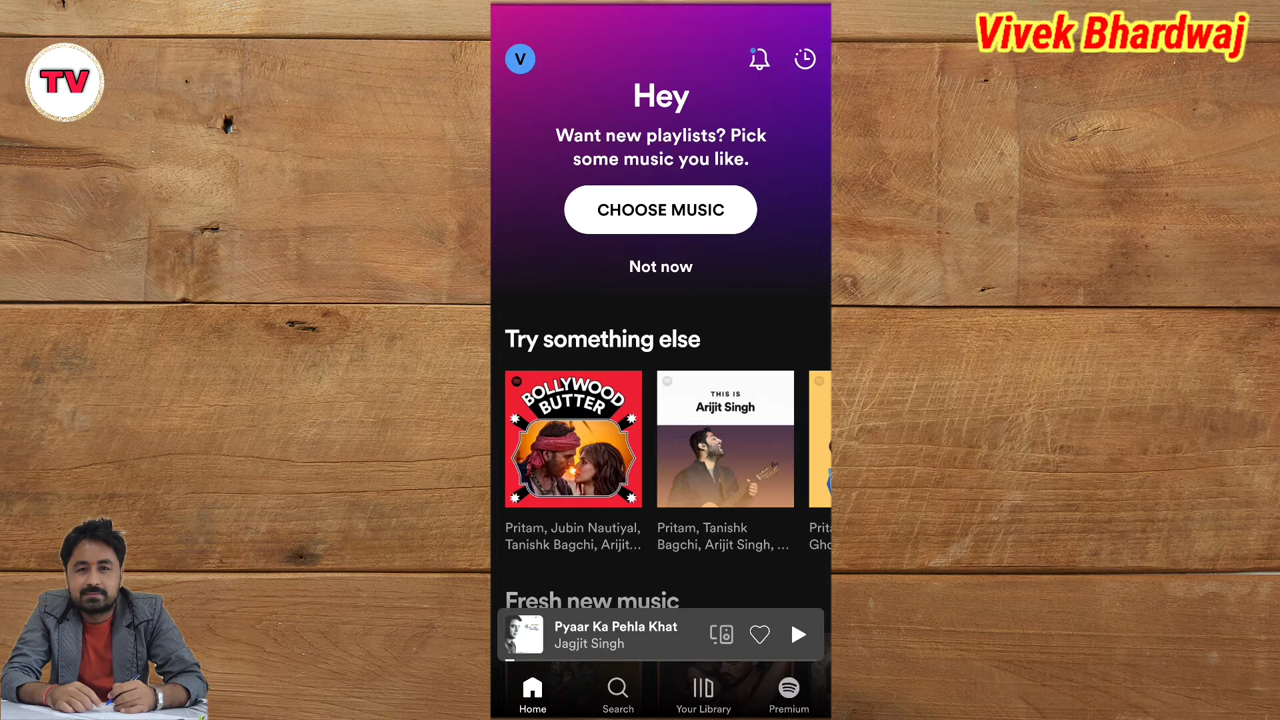 TV
Vivek Bhardwaj
V
Hey
Want new playlists? Pick
some music you like.
CHOOSE MUSIC
Not now
Try something else
BOLLYWOOD
BUTTER
THIS IS
Arijit Singh
Pritam, Jubin Nautiyal,
Tanishk Bagchi, Arijit...
Pritam, Tanishk
Bagchi, Arijit Singh, ...
Fresh new music
Pyaar Ka Pehla Khat
Jagjit Singh
Home
Search
Your Library
Premium